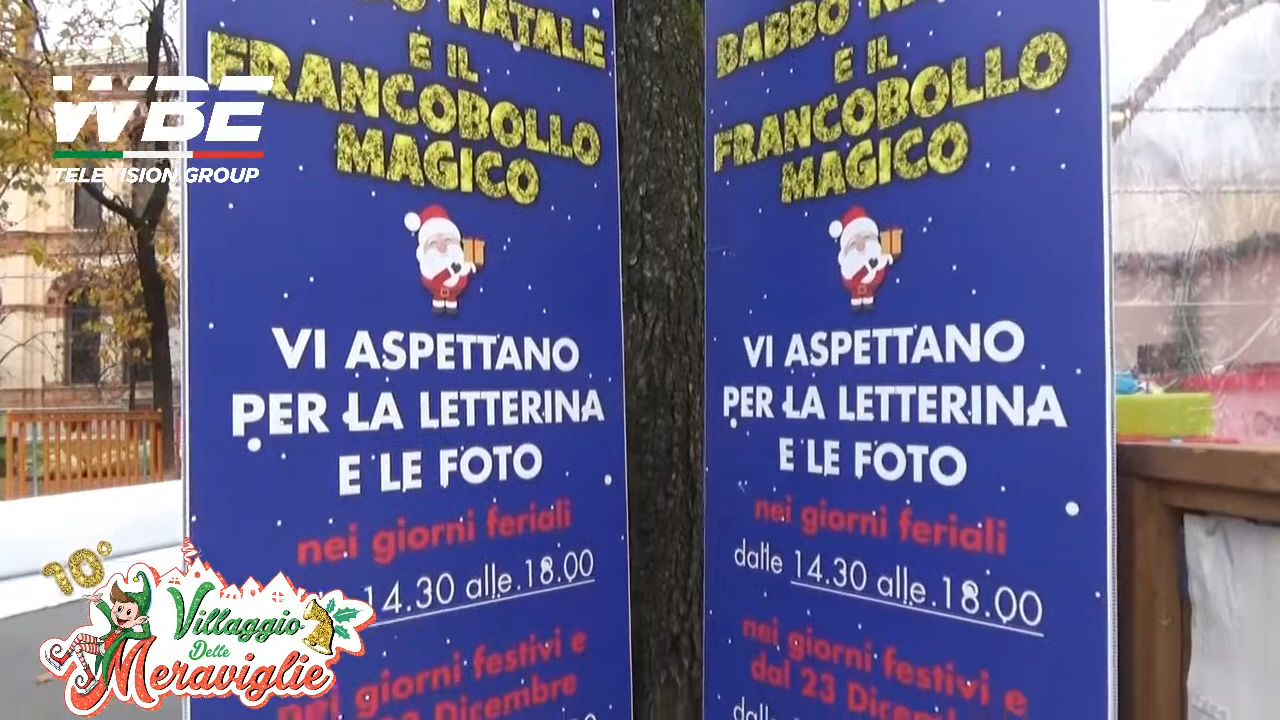 WBE
TELEVISION GROUP
NATALE
E IL
FRANCOBOLLO
MAGICO
VI ASPETTANO
PER LA LETTERINA
E LE FOTO
nei giorni feriali
14.30 alle 18.00
nei giorni festivi e
Dicembre
BABBO
E IL
FRANCOBOLLO
MAGICO
VI ASPETTANO
PER LA LETTERINA
E LE FOTO
nei giorni feriali
dalle 14.30 alle 18.00
nei giorni festivi e
dal 23
dalle
10°
Villaggio
Delle
Meraviglie